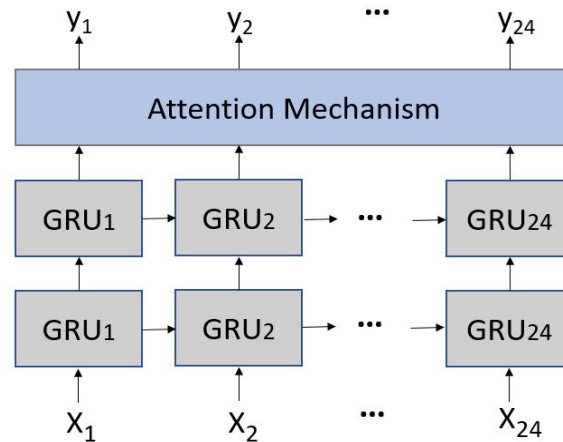 y₁ y₂ ... y₂₄
Attention Mechanism
GRU₁ GRU₂ ... GRU₂₄
GRU₁ GRU₂ ... GRU₂₄
X₁ X₂ ... X₂₄